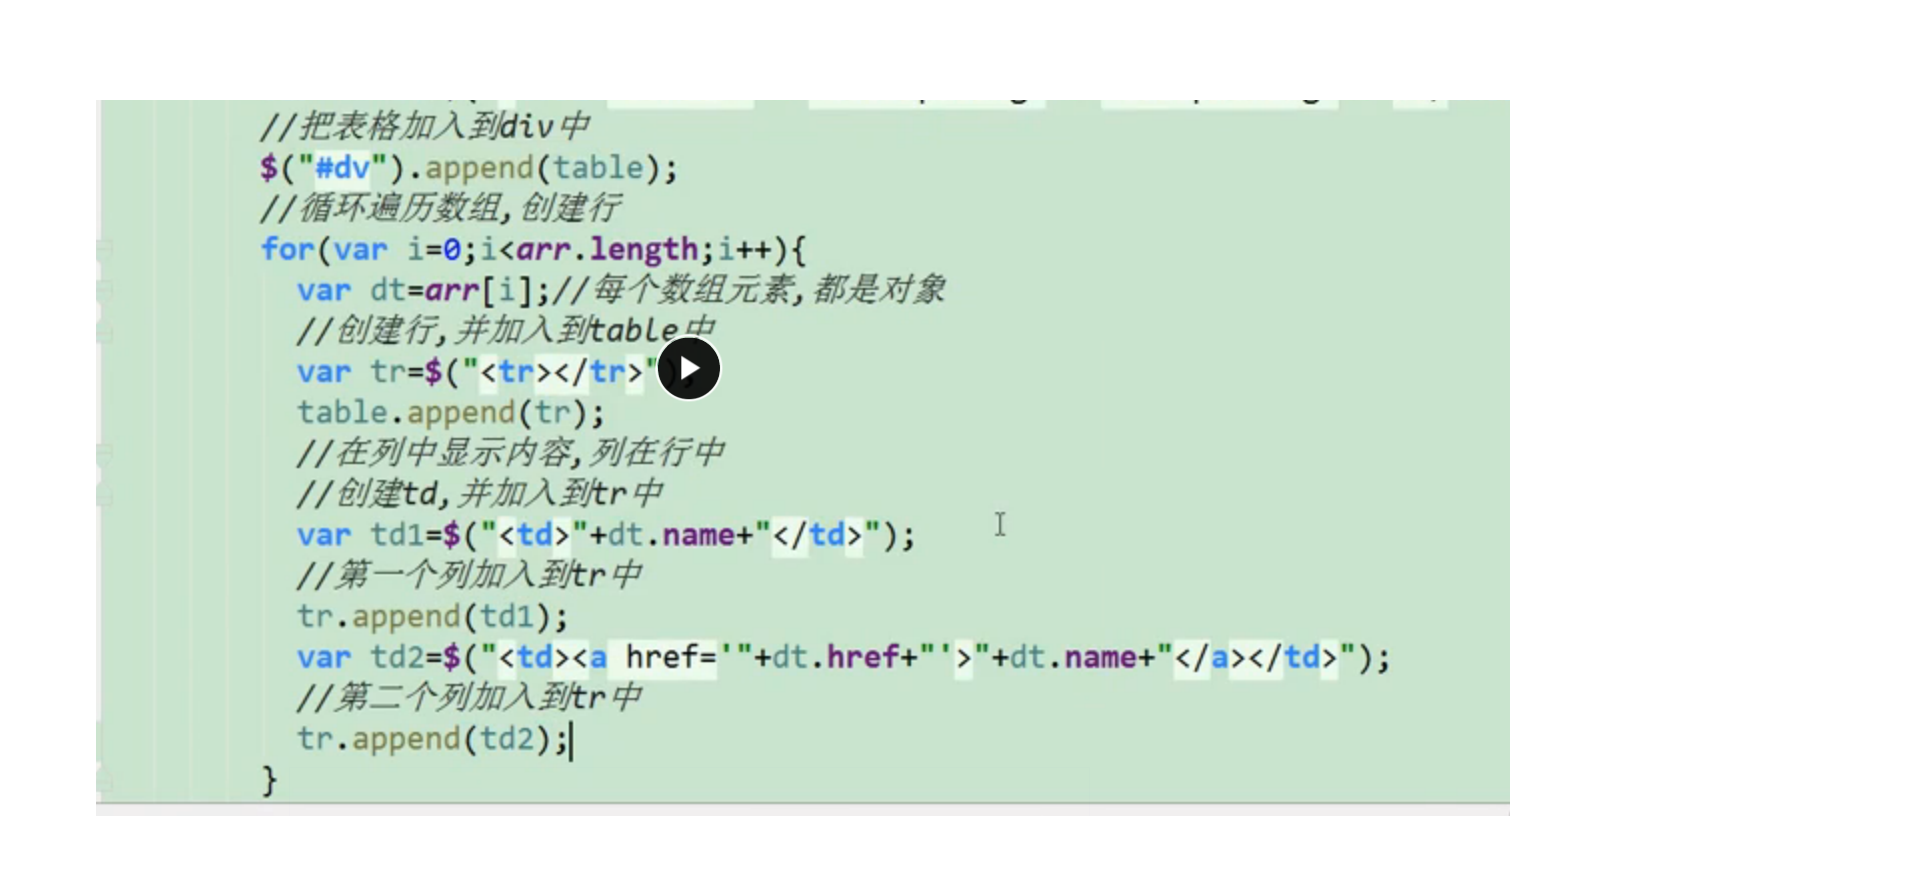 //把表格加入到div中
$("#dv").append(table);
//循环遍历数组,创建行
for(var i=0;i<arr.length;i++){
var dt=arr[i];//每个数组元素,都是对象
//创建行,并加入到table中
var tr=$("<tr></tr>");
table.append(tr);
//在列中显示内容,列在行中
//创建td,并加入到tr中
var td1=$("<td>"+dt.name+"</td>");
//第一个列加入到tr中
tr.append(td1);
var td2=$("<td><a href='"+dt.href+"'>"+dt.name+"</a></td>");
//第二个列加入到tr中
tr.append(td2);
}